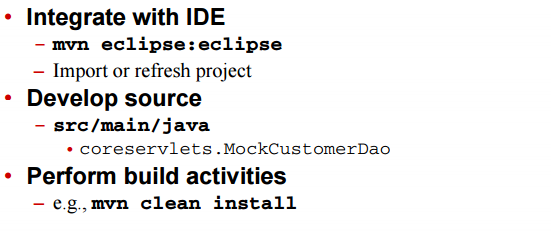 • Integrate with IDE
– mvn eclipse:eclipse
– Import or refresh project
• Develop source
– src/main/java
• coreservlets.MockCustomerDao
• Perform build activities
– e.g., mvn clean install